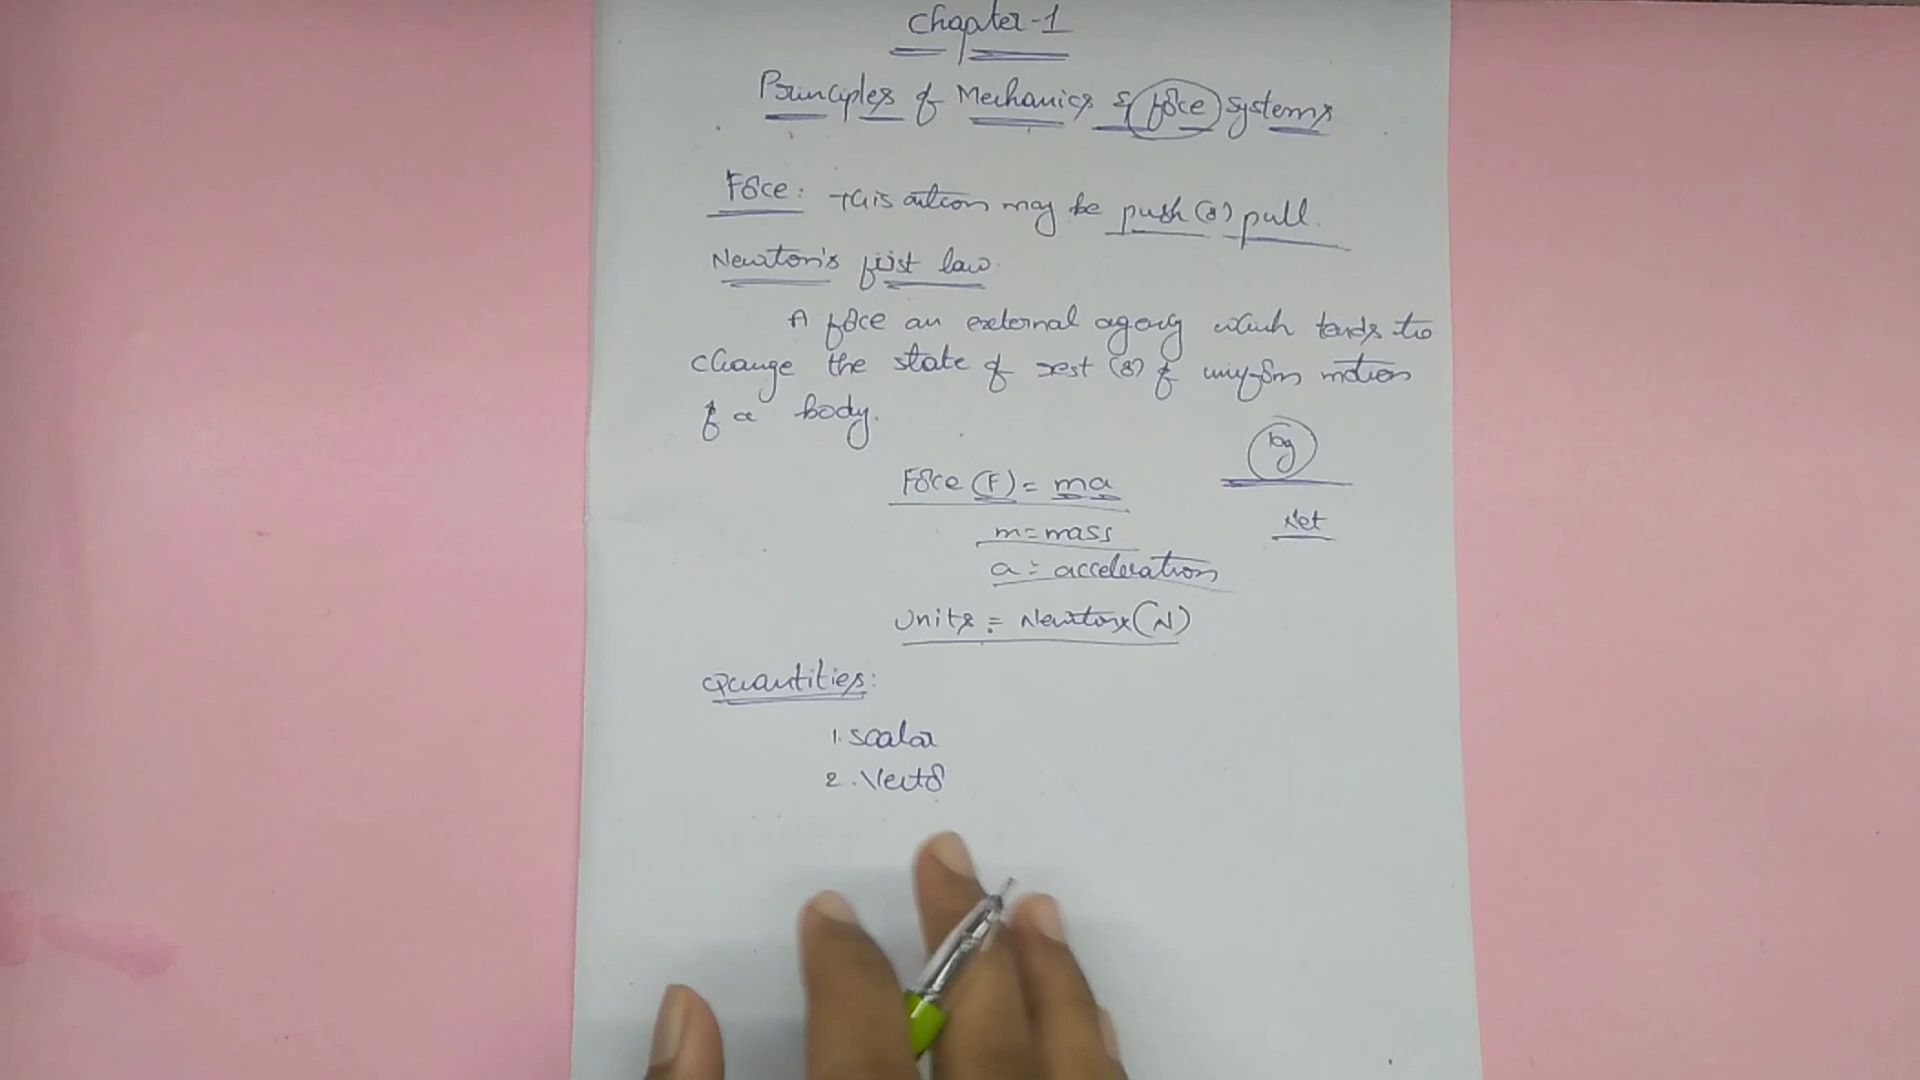 Chapter-1
Principles of Mechanics & force systems
Force: This action may be push (or) pull.
Newton's first law.
A force an external agency which tends to
change the state of rest (or) of uniform motion
of a body.
Force (F) = ma
m = mass
a = acceleration
Units = Newtons (N)
Net
Quantities:
1. Scalar
2. Vector